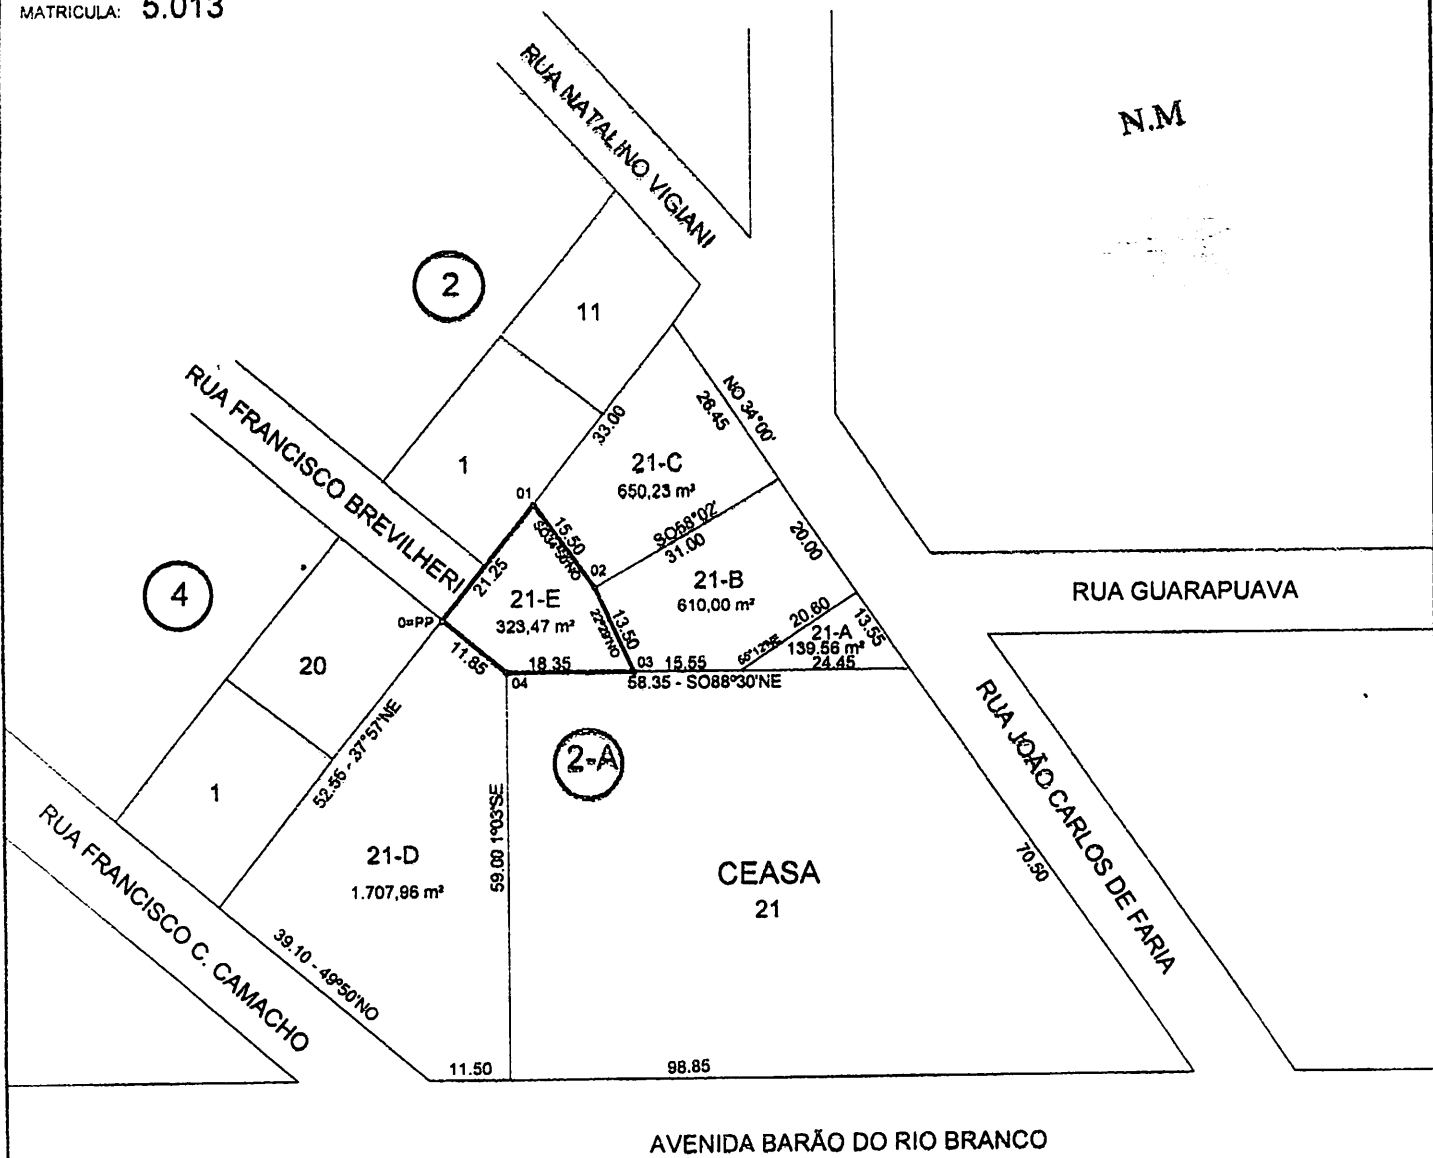 MATRICULA: 5.013
RUA NATALINO VIGIANI
N.M
2
11
RUA FRANCISCO BREVILHERI
1
33.00
NO 34°00'
26.45
21-C
650,23 m²
01
15.50
SO58°02'
31.00
20.00
02
4
21.25
21-E
323,47 m²
21-B
610,00 m²
RUA GUARAPUAVA
0=PP
22°29'NO
13.50
20.60
13.55
21-A
139.56 m²
24.45
11.85
18.35
03
15.55
04
58.35 - SO88°30'NE
20
52.56 - 37°57'NE
2-A
RUA JOÃO CARLOS DE FARIA
1
59.00 1°03'SE
RUA FRANCISCO C. CAMACHO
21-D
1.707,96 m²
CEASA
21
70.50
39.10 - 49°50'NO
11.50
98.85
AVENIDA BARÃO DO RIO BRANCO